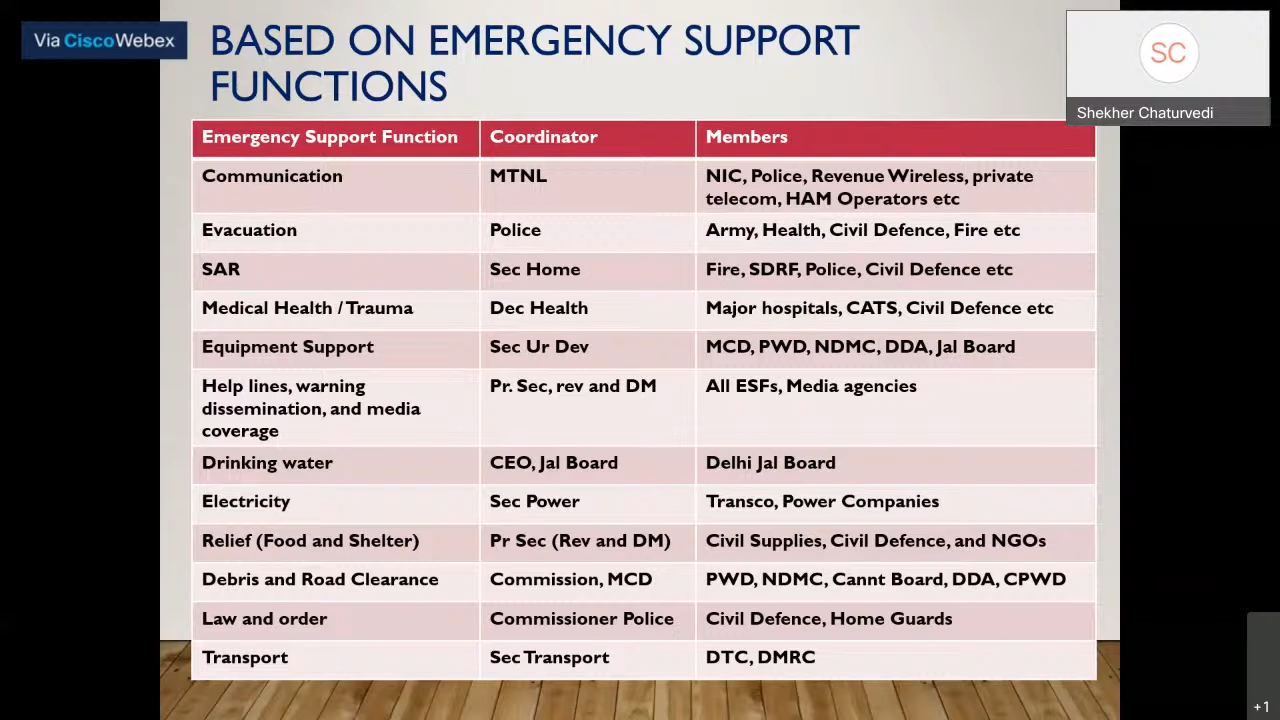 Via CiscoWebex
BASED ON EMERGENCY SUPPORT
FUNCTIONS
SC
Shekher Chaturvedi
Emergency Support Function Coordinator Members
Communication MTNL NIC, Police, Revenue Wireless, private
telecom, HAM Operators etc
Evacuation Police Army, Health, Civil Defence, Fire etc
SAR Sec Home Fire, SDRF, Police, Civil Defence etc
Medical Health / Trauma Dec Health Major hospitals, CATS, Civil Defence etc
Equipment Support Sec Ur Dev MCD, PWD, NDMC, DDA, Jal Board
Help lines, warning Pr. Sec, rev and DM All ESFs, Media agencies
dissemination, and media
coverage
Drinking water CEO, Jal Board Delhi Jal Board
Electricity Sec Power Transco, Power Companies
Relief (Food and Shelter) Pr Sec (Rev and DM) Civil Supplies, Civil Defence, and NGOs
Debris and Road Clearance Commission, MCD PWD, NDMC, Cannt Board, DDA, CPWD
Law and order Commissioner Police Civil Defence, Home Guards
Transport Sec Transport DTC, DMRC
+1